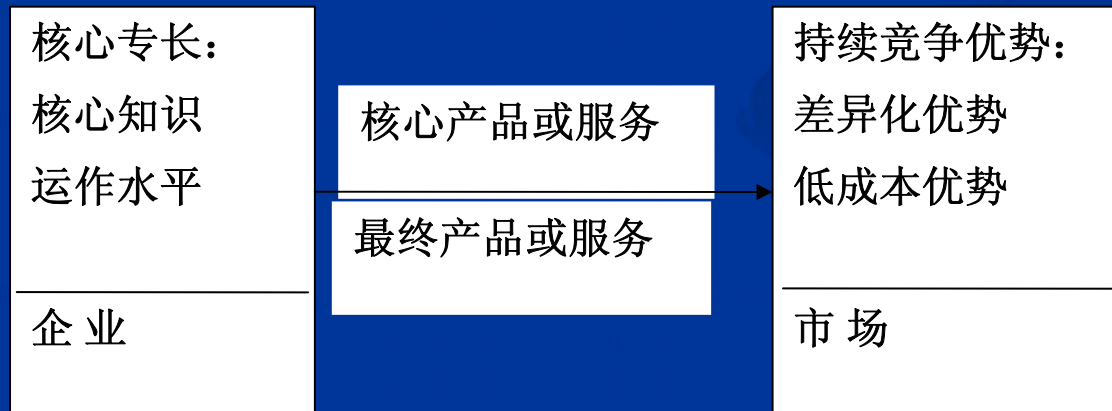 核心专长：
核心知识
运作水平
企 业
核心产品或服务
最终产品或服务
持续竞争优势：
差异化优势
低成本优势
市 场